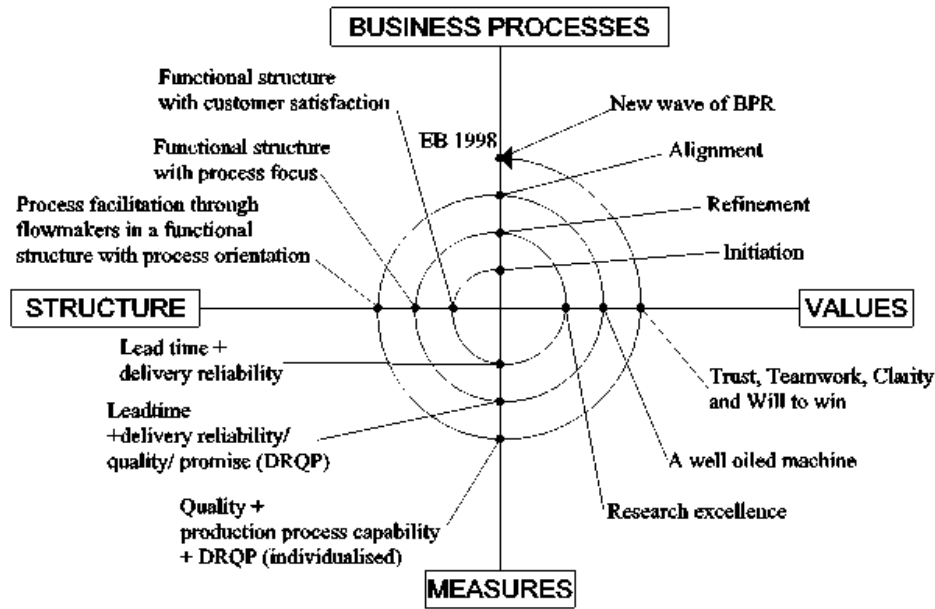 BUSINESS PROCESSES
Functional structure
with customer satisfaction
New wave of BPR
EB 1998
Functional structure
with process focus
Alignment
Process facilitation through
flowmakers in a functional
structure with process orientation
Refinement
Initiation
STRUCTURE
VALUES
Lead time +
delivery reliability
Trust, Teamwork, Clarity
and Will to win
Leadtime
+delivery reliability/
quality/ promise (DRQP)
A well oiled machine
Quality +
production process capability
+ DRQP (individualised)
Research excellence
MEASURES